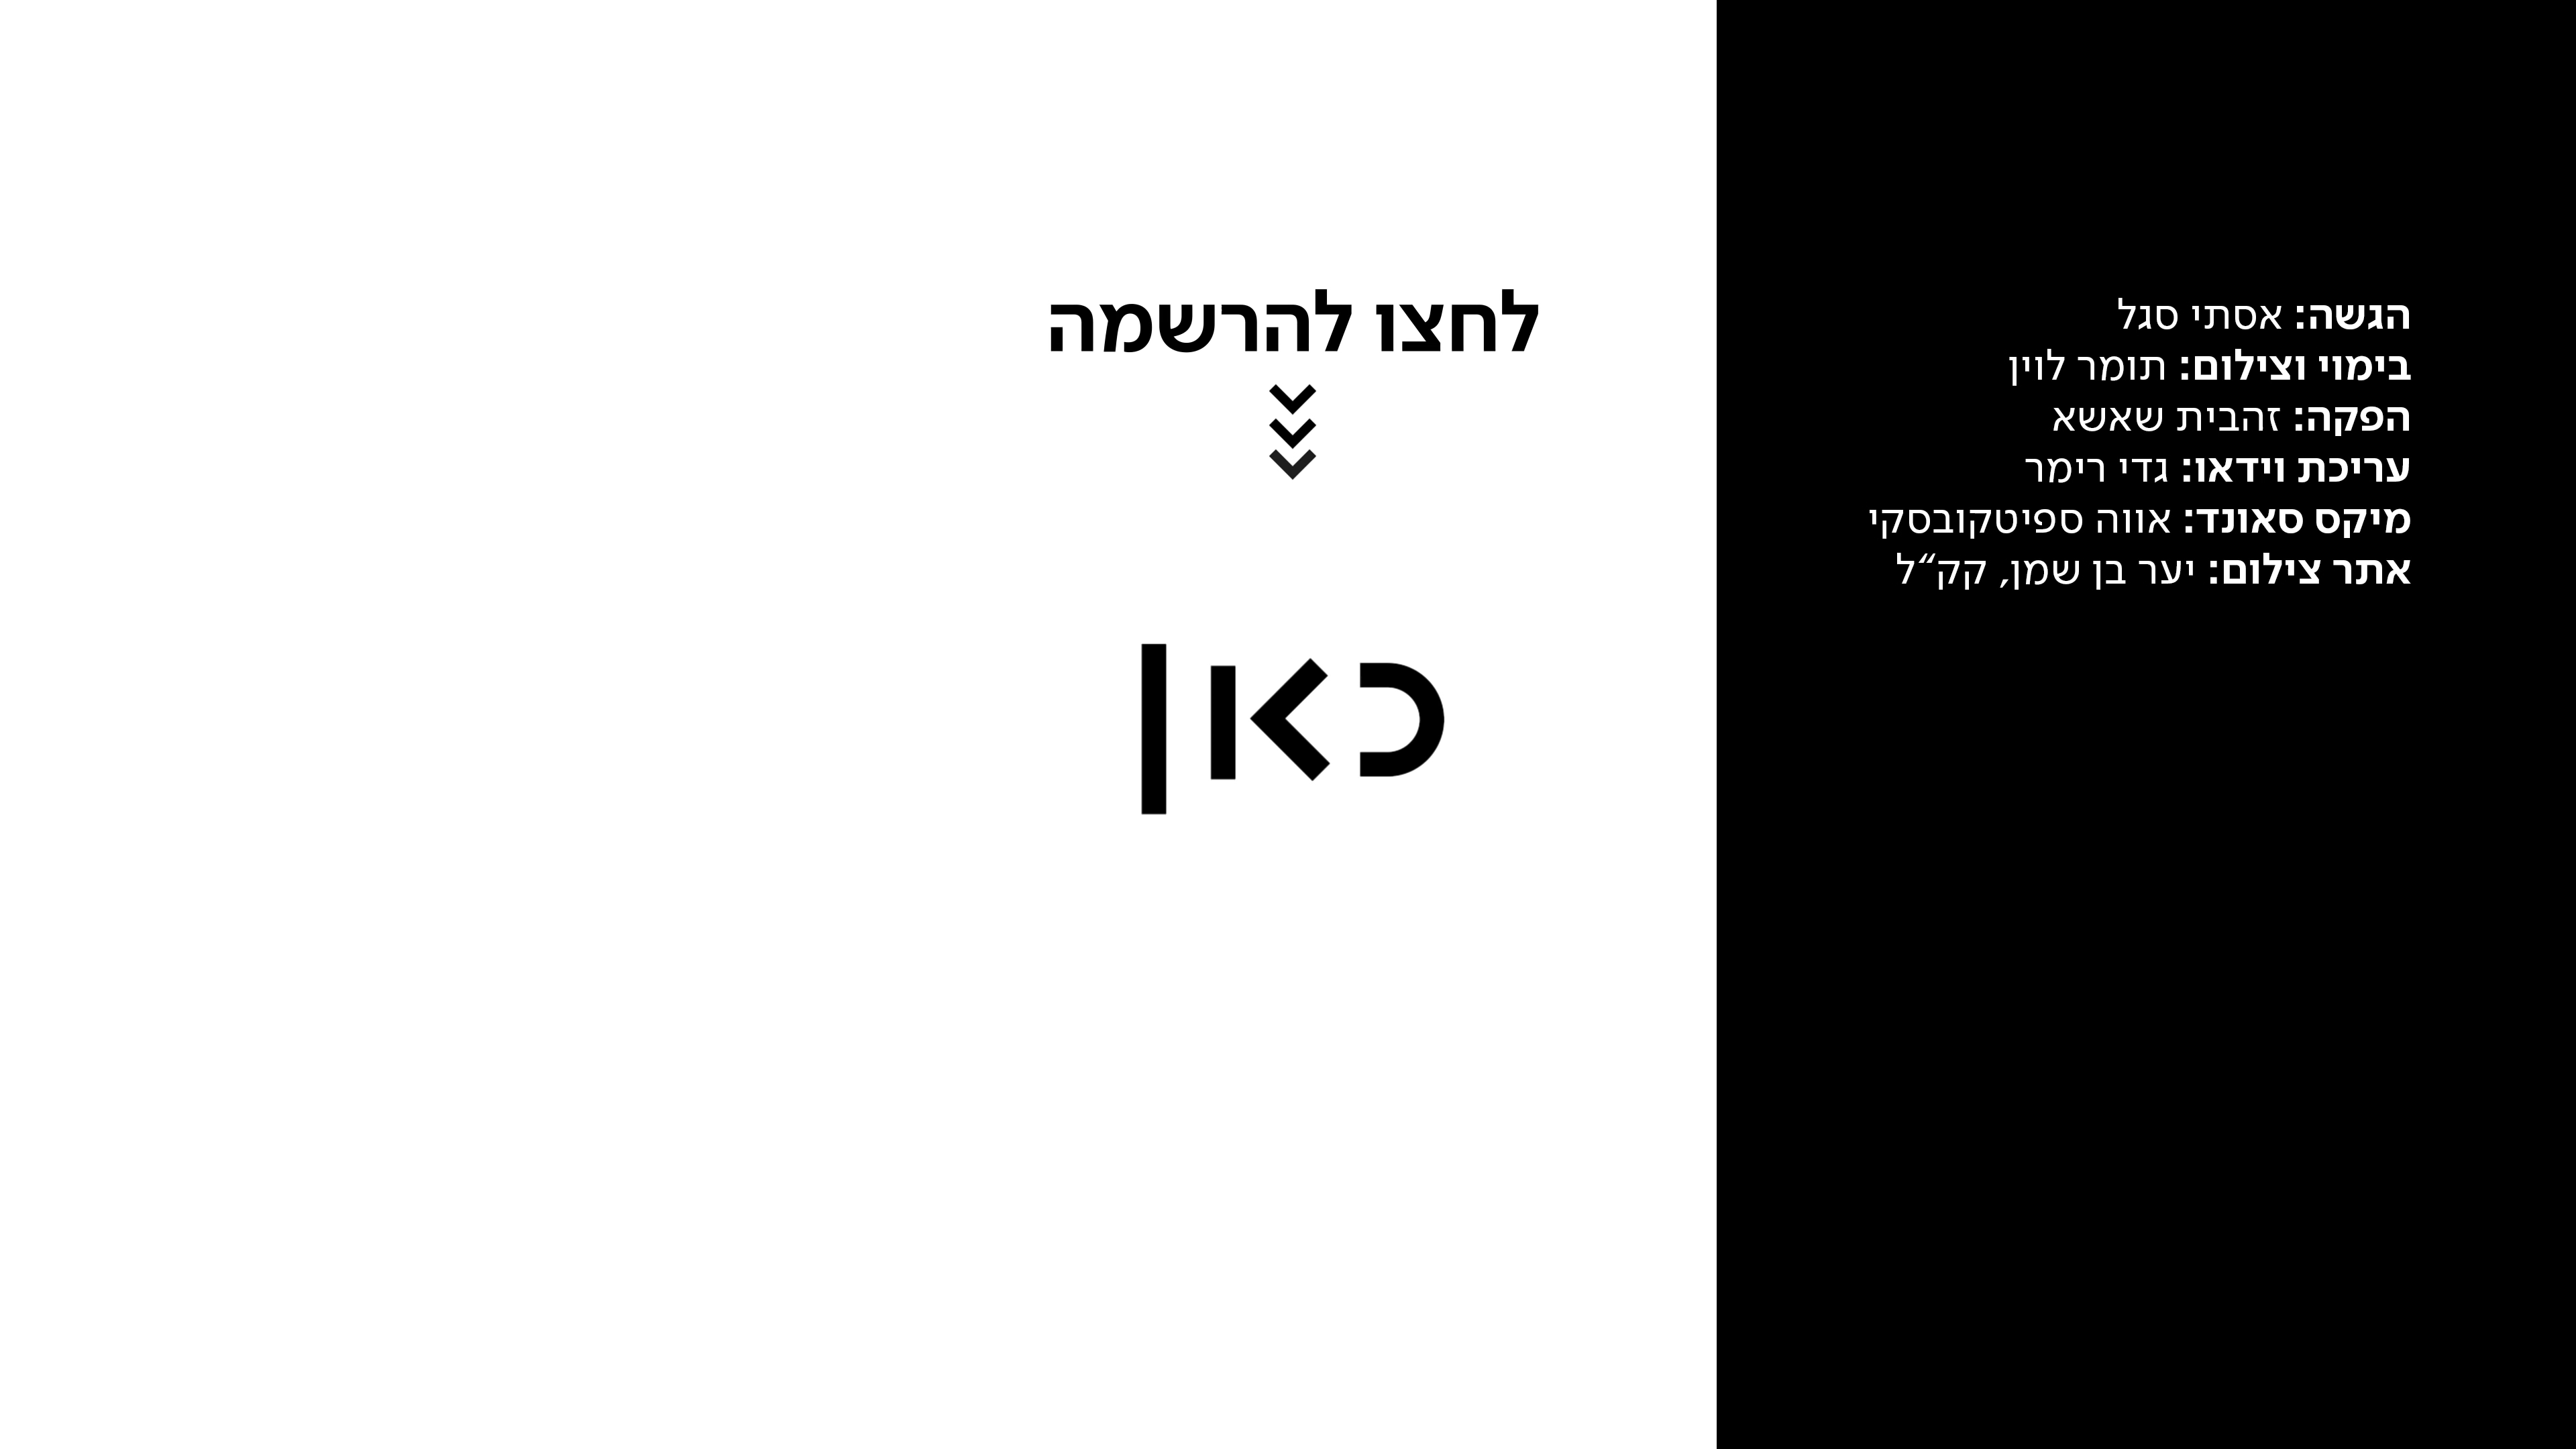 הגשה: אסתי סגל
בימוי וצילום: תומר לוין
הפקה: זהבית שאשא
עריכת וידאו: גדי רימר
מיקס סאונד: אווה ספיטקובסקי
אתר צילום: יער בן שמן, קק״ל
לחצו להרשמה
כאן